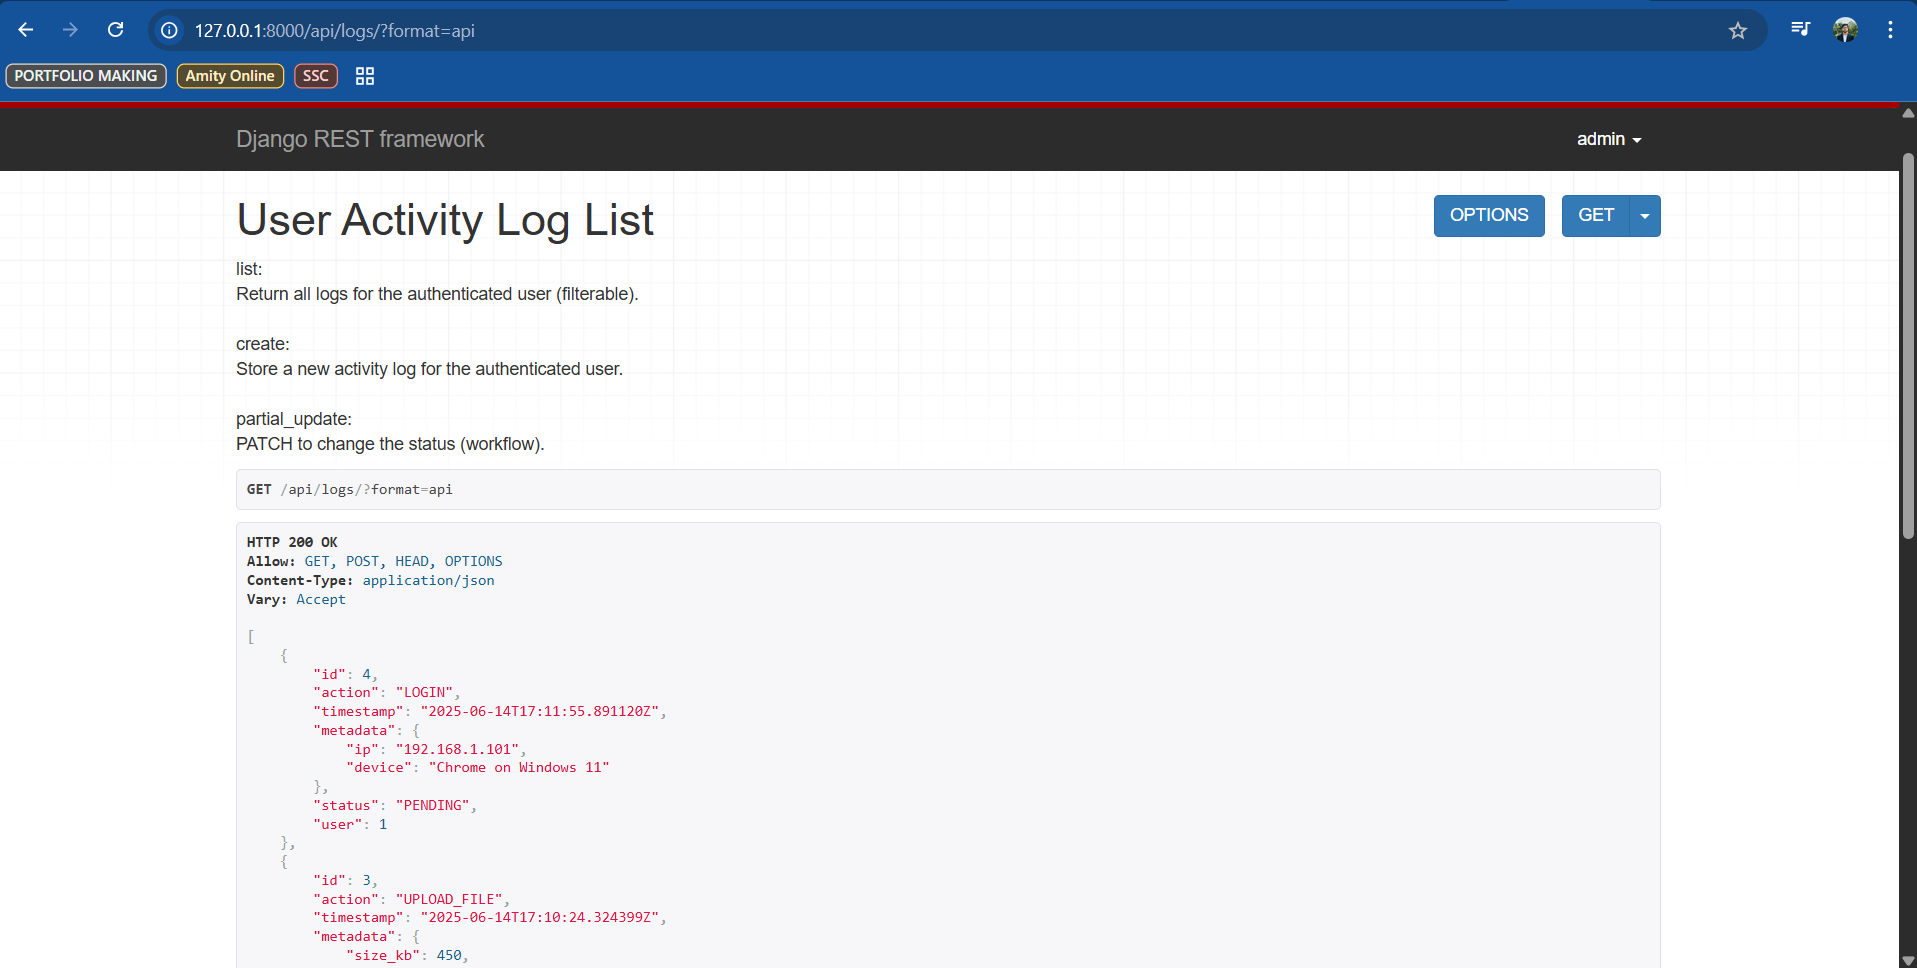 127.0.0.1:8000/api/logs/?format=api
PORTFOLIO MAKING Amity Online SSC
Django REST framework admin
User Activity Log List OPTIONS GET
list:
Return all logs for the authenticated user (filterable).
create:
Store a new activity log for the authenticated user.
partial_update:
PATCH to change the status (workflow).
GET /api/logs/?format=api
HTTP 200 OK
Allow: GET, POST, HEAD, OPTIONS
Content-Type: application/json
Vary: Accept
[
    {
        "id": 4,
        "action": "LOGIN",
        "timestamp": "2025-06-14T17:11:55.891120Z",
        "metadata": {
            "ip": "192.168.1.101",
            "device": "Chrome on Windows 11"
        },
        "status": "PENDING",
        "user": 1
    },
    {
        "id": 3,
        "action": "UPLOAD_FILE",
        "timestamp": "2025-06-14T17:10:24.324399Z",
        "metadata": {
            "size_kb": 450,